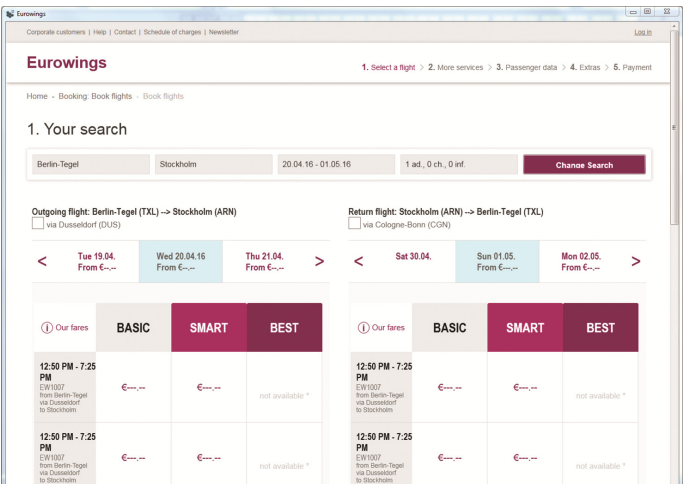 Eurowings
Corporate customers | Help | Contact | Schedule of charges | Newsletter
Log in
Eurowings
1. Select a flight > 2. More services > 3. Passenger data > 4. Extras > 5. Payment
Home - Booking: Book flights - Book flights
1. Your search
Berlin-Tegel
Stockholm
20.04.16 - 01.05.16
1 ad., 0 ch., 0 inf.
Change Search
Outgoing flight: Berlin-Tegel (TXL) --> Stockholm (ARN)
via Dusseldorf (DUS)
< Tue 19.04. Wed 20.04.16 Thu 21.04. >
From €--.-- From €--.-- From €--.--
Our fares BASIC SMART BEST
12:50 PM - 7:25
PM
EW1007
from Berlin-Tegel
via Dusseldorf
to Stockholm
€---.-- €---.-- not available *
12:50 PM - 7:25
PM
EW1007
from Berlin-Tegel
via Dusseldorf
to Stockholm
€---.-- €---.-- not available *
Return flight: Stockholm (ARN) --> Berlin-Tegel (TXL)
via Cologne-Bonn (CGN)
< Sat 30.04. Sun 01.05. Mon 02.05. >
From €---.-- From €--.--
Our fares BASIC SMART BEST
12:50 PM - 7:25
PM
EW1007
from Berlin-Tegel
via Dusseldorf
to Stockholm
€---.-- €---.-- not available *
12:50 PM - 7:25
PM
EW1007
from Berlin-Tegel
via Dusseldorf
to Stockholm
€---.-- €---.-- not available *